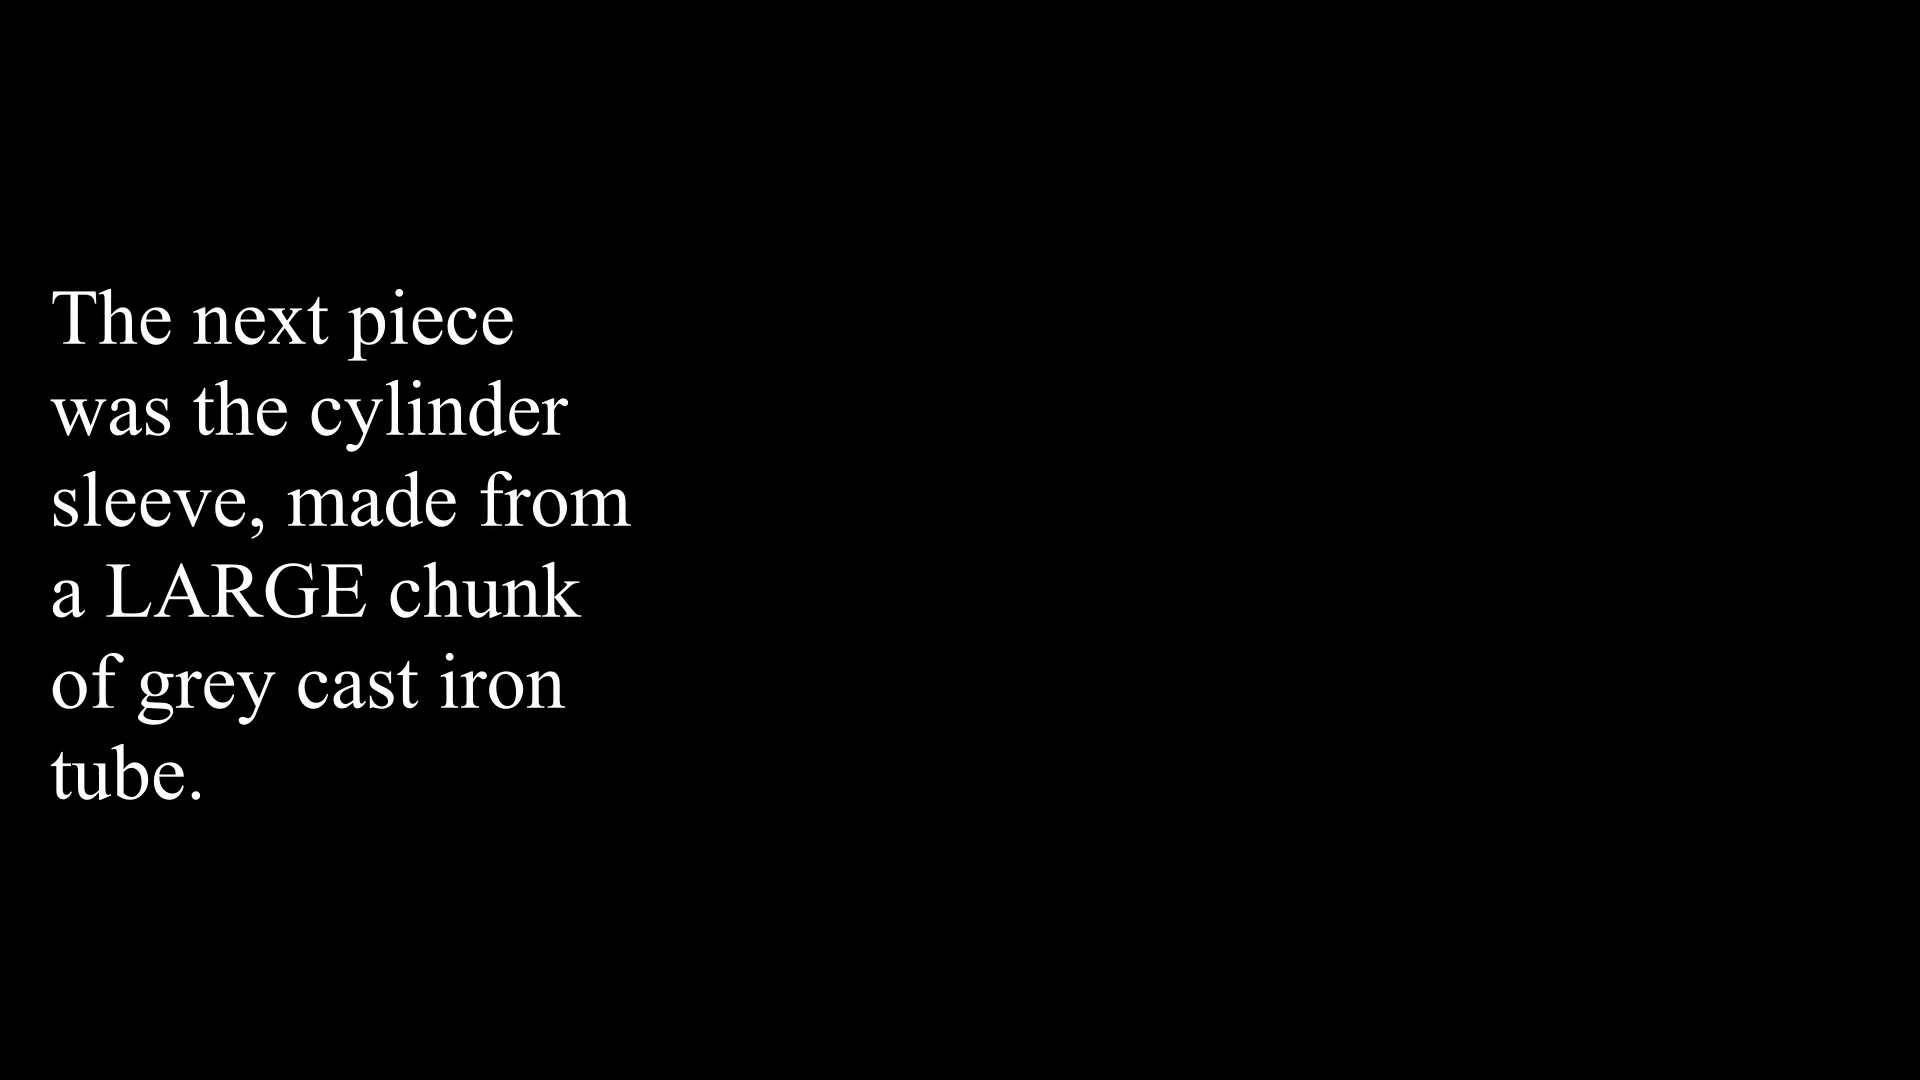 The next piece
was the cylinder
sleeve, made from
a LARGE chunk
of grey cast iron
tube.